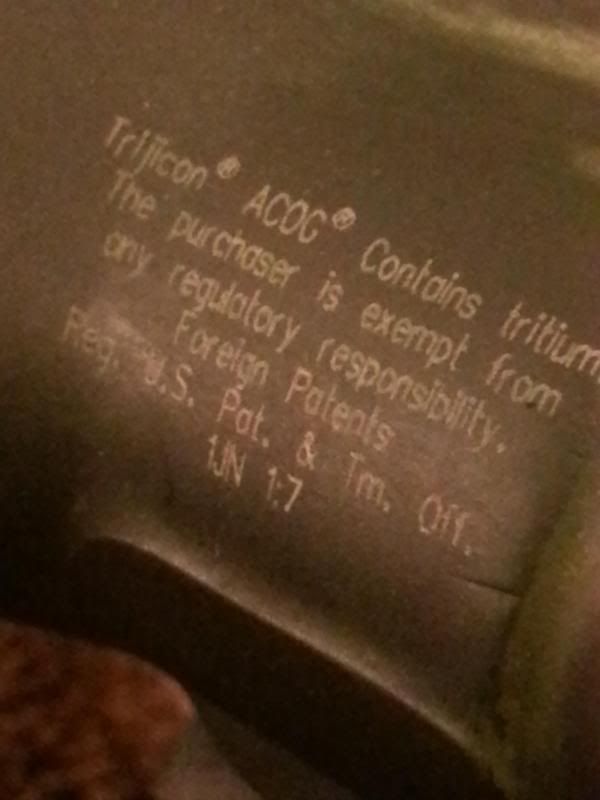 Trijicon® ACOG® Contains tritium.
The purchaser is exempt from
any regulatory responsibility.
Foreign Patents
Reg. U.S. Pat. & Tm. Off.
1JN 1:7